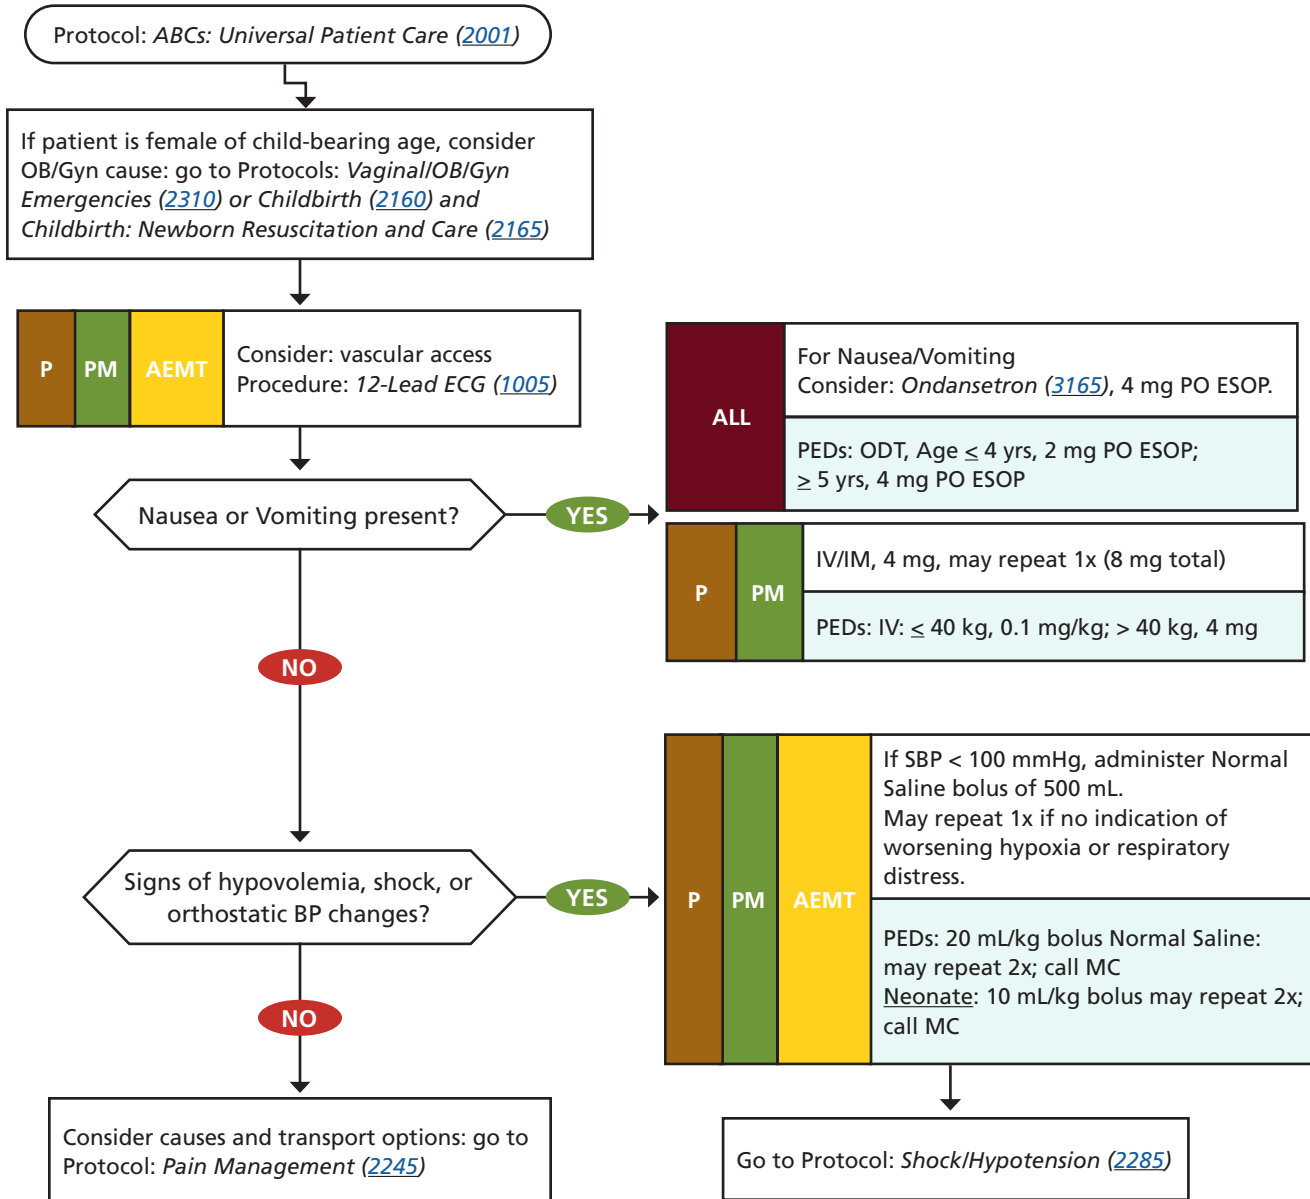 Protocol: ABCs: Universal Patient Care (2001)
If patient is female of child-bearing age, consider
OB/Gyn cause: go to Protocols: Vaginal/OB/Gyn
Emergencies (2310) or Childbirth (2160) and
Childbirth: Newborn Resuscitation and Care (2165)
P
PM
AEMT
Consider: vascular access
Procedure: 12-Lead ECG (1005)
Nausea or Vomiting present?
YES
ALL
For Nausea/Vomiting
Consider: Ondansetron (3165), 4 mg PO ESOP.
PEDs: ODT, Age ≤ 4 yrs, 2 mg PO ESOP;
≥ 5 yrs, 4 mg PO ESOP
P
PM
IV/IM, 4 mg, may repeat 1x (8 mg total)
PEDs: IV: ≤ 40 kg, 0.1 mg/kg; > 40 kg, 4 mg
NO
Signs of hypovolemia, shock, or
orthostatic BP changes?
YES
P
PM
AEMT
If SBP < 100 mmHg, administer Normal
Saline bolus of 500 mL.
May repeat 1x if no indication of
worsening hypoxia or respiratory
distress.
PEDs: 20 mL/kg bolus Normal Saline:
may repeat 2x; call MC
Neonate: 10 mL/kg bolus may repeat 2x;
call MC
NO
Consider causes and transport options: go to
Protocol: Pain Management (2245)
Go to Protocol: Shock/Hypotension (2285)